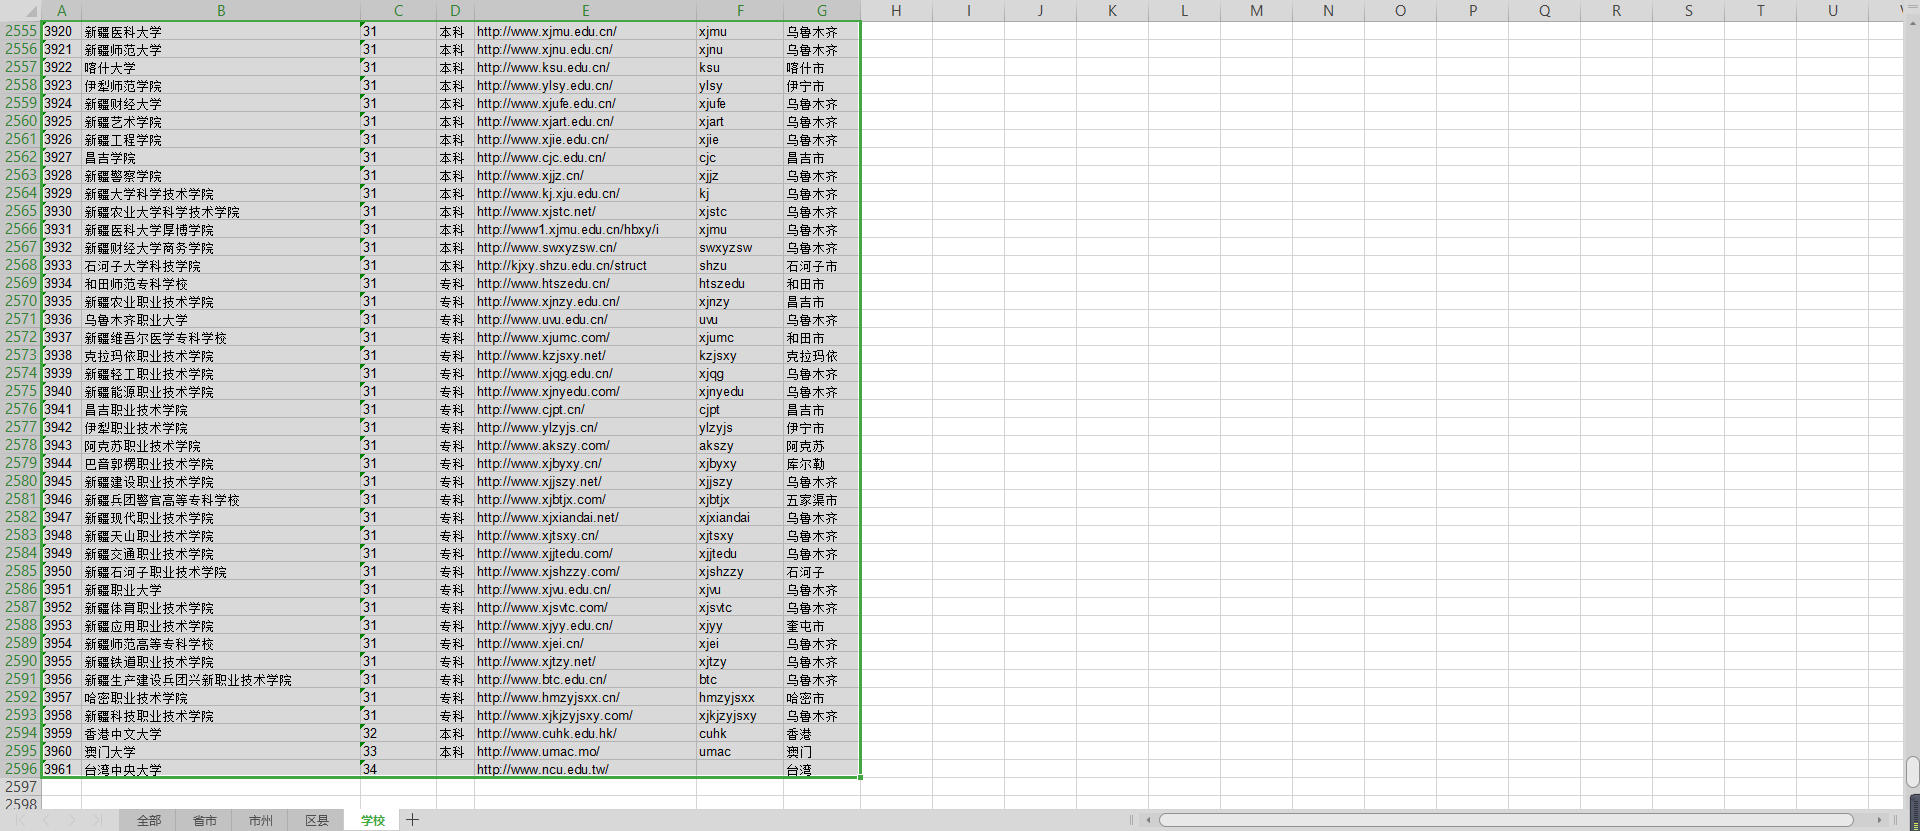 A B C D E F G H I J K L M N O P Q R S T U
2555 3920 新疆医科大学 31 本科 http://www.xjmu.edu.cn/ xjmu 乌鲁木齐
2556 3921 新疆师范大学 31 本科 http://www.xjnu.edu.cn/ xjnu 乌鲁木齐
2557 3922 喀什大学 31 本科 http://www.ksu.edu.cn/ ksu 喀什市
2558 3923 伊犁师范学院 31 本科 http://www.ylsy.edu.cn/ ylsy 伊宁市
2559 3924 新疆财经大学 31 本科 http://www.xjufe.edu.cn/ xjufe 乌鲁木齐
2560 3925 新疆艺术学院 31 本科 http://www.xjart.edu.cn/ xjart 乌鲁木齐
2561 3926 新疆工程学院 31 本科 http://www.xjie.edu.cn/ xjie 乌鲁木齐
2562 3927 昌吉学院 31 本科 http://www.cjc.edu.cn/ cjc 昌吉市
2563 3928 新疆警察学院 31 本科 http://www.xjjz.cn/ xjjz 乌鲁木齐
2564 3929 新疆大学科学技术学院 31 本科 http://www.kj.xju.edu.cn/ kj 乌鲁木齐
2565 3930 新疆农业大学科学技术学院 31 本科 http://www.xjstc.net/ xjstc 乌鲁木齐
2566 3931 新疆医科大学厚博学院 31 本科 http://www1.xjmu.edu.cn/hbxy/i xjmu 乌鲁木齐
2567 3932 新疆财经大学商务学院 31 本科 http://www.swxyzsw.cn/ swxyzsw 乌鲁木齐
2568 3933 石河子大学科技学院 31 本科 http://kjxy.shzu.edu.cn/struct shzu 石河子市
2569 3934 和田师范专科学校 31 专科 http://www.htszedu.cn/ htszedu 和田市
2570 3935 新疆农业职业技术学院 31 专科 http://www.xjnzy.edu.cn/ xjnzy 昌吉市
2571 3936 乌鲁木齐职业大学 31 专科 http://www.uvu.edu.cn/ uvu 乌鲁木齐
2572 3937 新疆维吾尔医学专科学校 31 专科 http://www.xjumc.com/ xjumc 和田市
2573 3938 克拉玛依职业技术学院 31 专科 http://www.kzjsxy.net/ kzjsxy 克拉玛依
2574 3939 新疆轻工职业技术学院 31 专科 http://www.xjqg.edu.cn/ xjqg 乌鲁木齐
2575 3940 新疆能源职业技术学院 31 专科 http://www.xjnyedu.com/ xjnyedu 乌鲁木齐
2576 3941 昌吉职业技术学院 31 专科 http://www.cjpt.cn/ cjpt 昌吉市
2577 3942 伊犁职业技术学院 31 专科 http://www.ylzyjs.cn/ ylzyjs 伊宁市
2578 3943 阿克苏职业技术学院 31 专科 http://www.akszy.com/ akszy 阿克苏
2579 3944 巴音郭楞职业技术学院 31 专科 http://www.xjbyxy.cn/ xjbyxy 库尔勒
2580 3945 新疆建设职业技术学院 31 专科 http://www.xjjszy.net/ xjjszy 乌鲁木齐
2581 3946 新疆兵团警官高等专科学校 31 专科 http://www.xjbtjx.com/ xjbtjx 五家渠市
2582 3947 新疆现代职业技术学院 31 专科 http://www.xjxiandai.net/ xjxiandai 乌鲁木齐
2583 3948 新疆天山职业技术学院 31 专科 http://www.xjtsxy.cn/ xjtsxy 乌鲁木齐
2584 3949 新疆交通职业技术学院 31 专科 http://www.xjjtedu.com/ xjjtedu 乌鲁木齐
2585 3950 新疆石河子职业技术学院 31 专科 http://www.xjshzzy.com/ xjshzzy 石河子
2586 3951 新疆职业大学 31 专科 http://www.xjvu.edu.cn/ xjvu 乌鲁木齐
2587 3952 新疆体育职业技术学院 31 专科 http://www.xjsvtc.com/ xjsvtc 乌鲁木齐
2588 3953 新疆应用职业技术学院 31 专科 http://www.xjyy.edu.cn/ xjyy 奎屯市
2589 3954 新疆师范高等专科学校 31 专科 http://www.xjei.cn/ xjei 乌鲁木齐
2590 3955 新疆铁道职业技术学院 31 专科 http://www.xjtzy.net/ xjtzy 乌鲁木齐
2591 3956 新疆生产建设兵团兴新职业技术学院 31 专科 http://www.btc.edu.cn/ btc 乌鲁木齐
2592 3957 哈密职业技术学院 31 专科 http://www.hmzyjsxx.cn/ hmzyjsxx 哈密市
2593 3958 新疆科技职业技术学院 31 专科 http://www.xjkjzyjsxy.com/ xjkjzyjsxy 乌鲁木齐
2594 3959 香港中文大学 32 本科 http://www.cuhk.edu.hk/ cuhk 香港
2595 3960 澳门大学 33 本科 http://www.umac.mo/ umac 澳门
2596 3961 台湾中央大学 34 http://www.ncu.edu.tw/ 台湾
2597
2598
全部 省市 市州 区县 学校